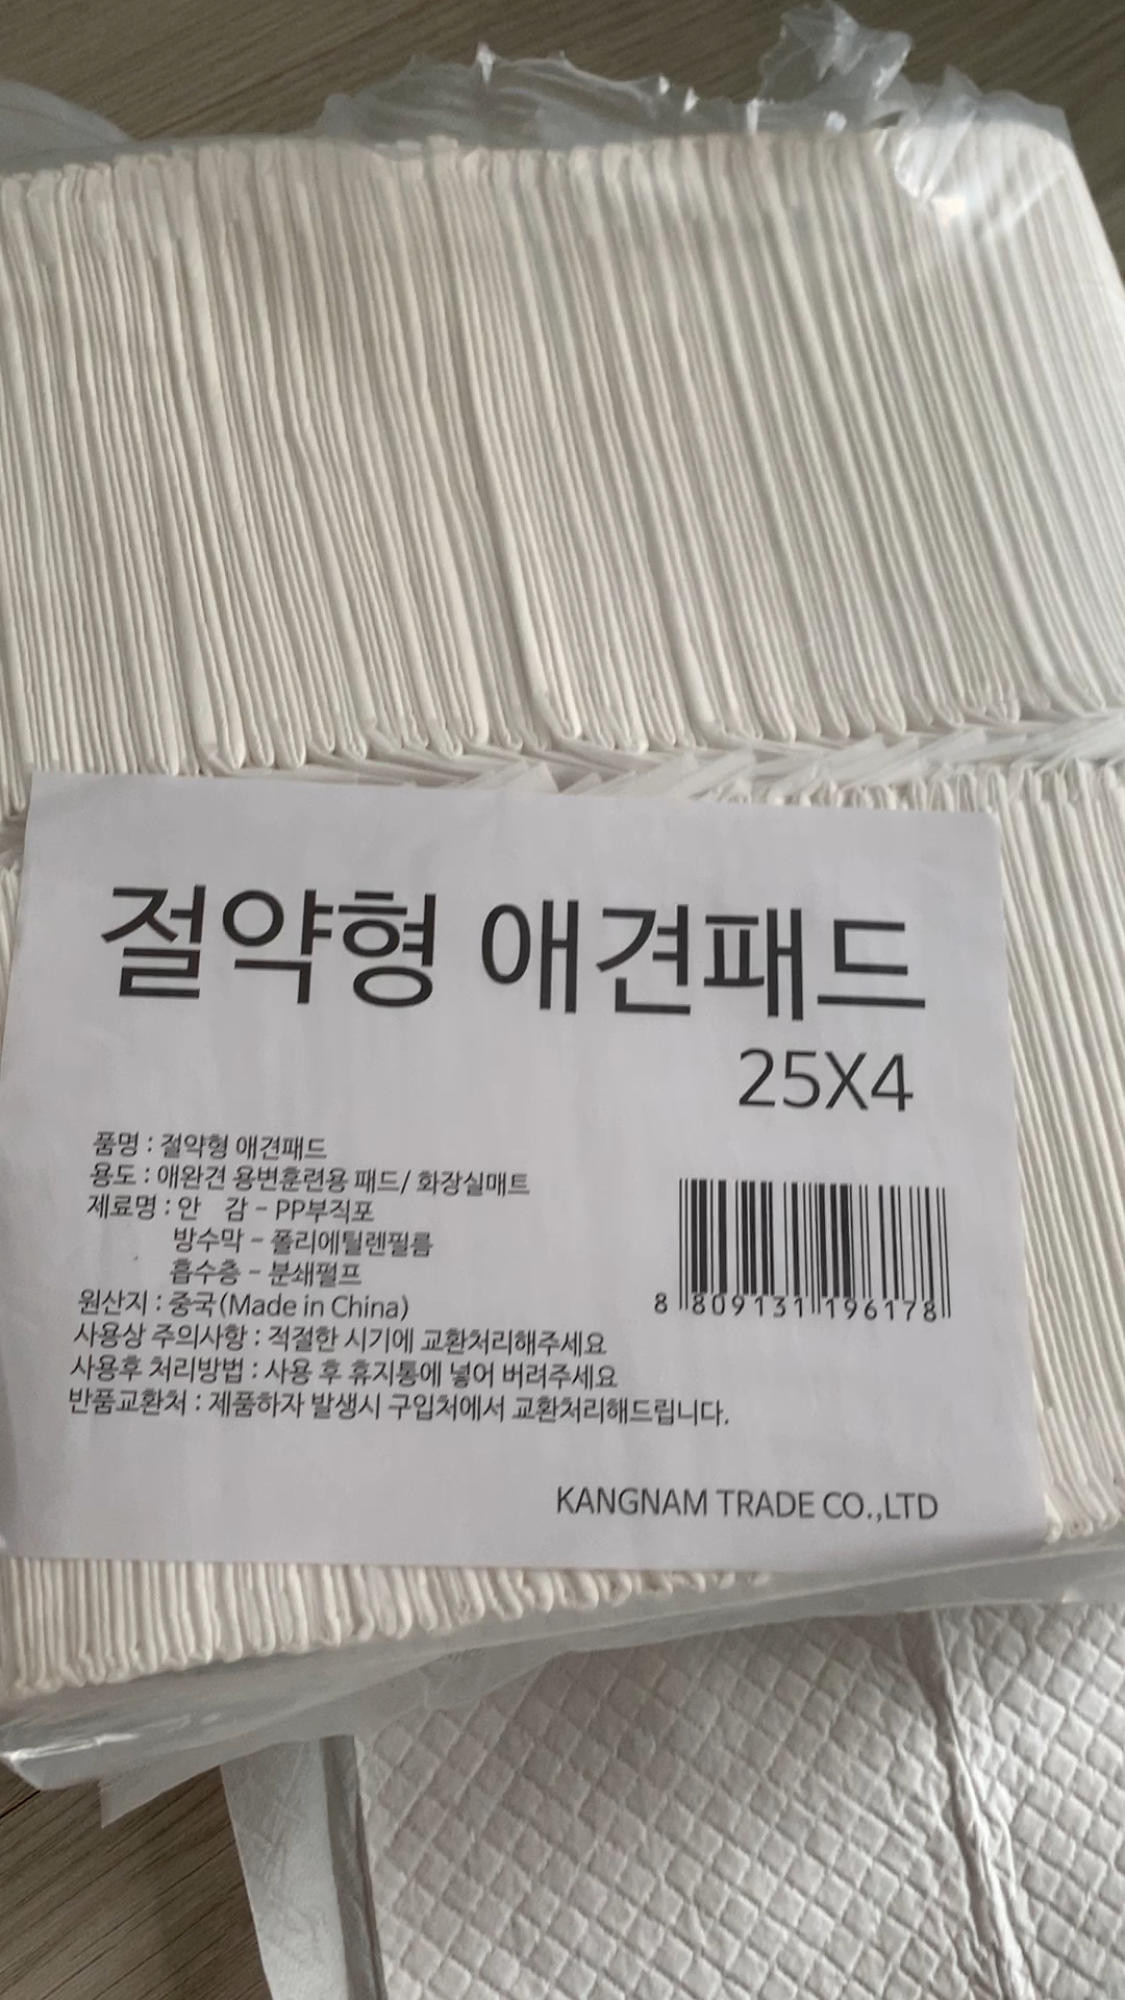 절약형 애견패드
25X4
품명 : 절약형 애견패드
용도 : 애완견 용변훈련용 패드/ 화장실매트
제료명 : 안 감 - PP부직포
방수막 - 폴리에틸렌필름
흡수층 - 분쇄펄프
원산지 : 중국(Made in China)
사용상 주의사항 : 적절한 시기에 교환처리해주세요
사용후 처리방법 : 사용 후 휴지통에 넣어 버려주세요
반품교환처 : 제품하자 발생시 구입처에서 교환처리해드립니다.
8 809131 196178
KANGNAM TRADE CO.,LTD